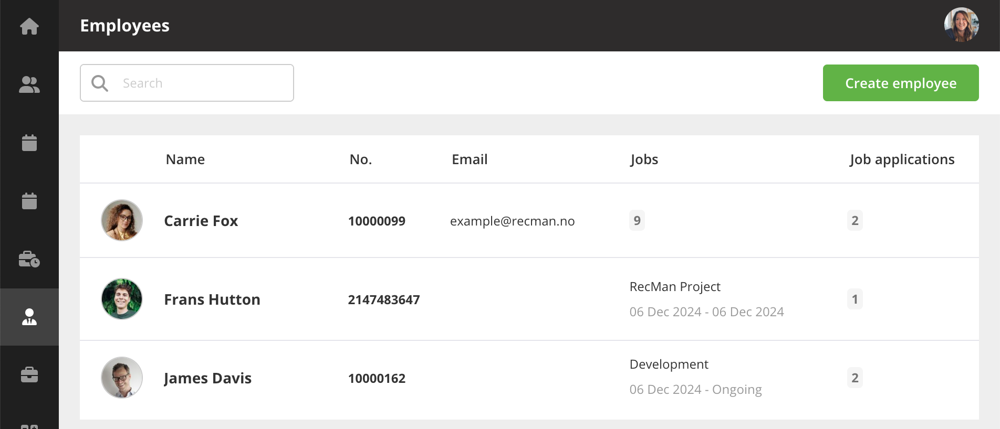 Employees
Search
Create employee
Name No. Email Jobs Job applications
Carrie Fox 10000099 example@recman.no 9 2
Frans Hutton 2147483647 RecMan Project 1
06 Dec 2024 - 06 Dec 2024
James Davis 10000162 Development 2
06 Dec 2024 - Ongoing